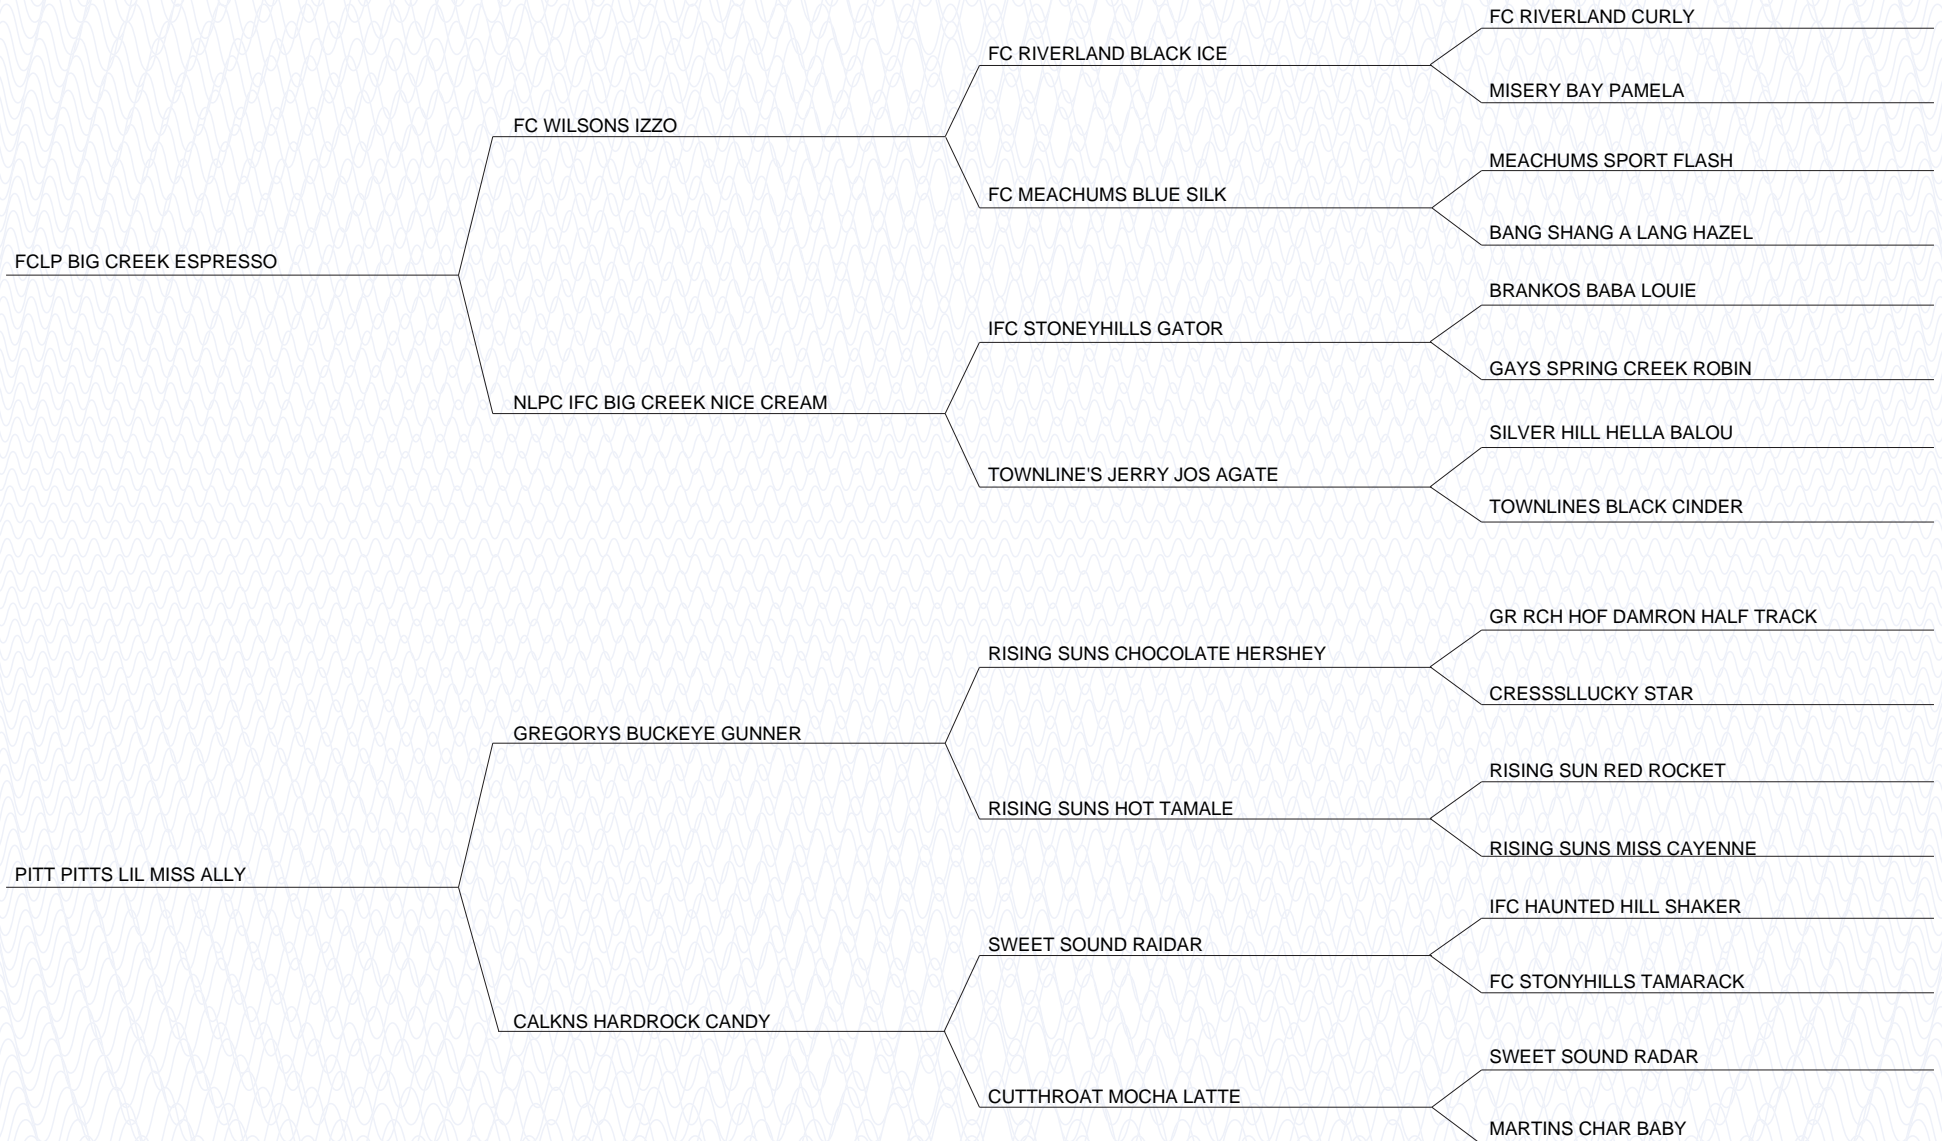 FC RIVERLAND CURLY
FC RIVERLAND BLACK ICE
MISERY BAY PAMELA
FC WILSONS IZZO
MEACHUMS SPORT FLASH
FC MEACHUMS BLUE SILK
BANG SHANG A LANG HAZEL
FCLP BIG CREEK ESPRESSO
BRANKOS BABA LOUIE
IFC STONEYHILLS GATOR
GAYS SPRING CREEK ROBIN
NLPC IFC BIG CREEK NICE CREAM
SILVER HILL HELLA BALOU
TOWNLINE'S JERRY JOS AGATE
TOWNLINES BLACK CINDER
GR RCH HOF DAMRON HALF TRACK
RISING SUNS CHOCOLATE HERSHEY
CRESSSLLUCKY STAR
GREGORYS BUCKEYE GUNNER
RISING SUN RED ROCKET
RISING SUNS HOT TAMALE
RISING SUNS MISS CAYENNE
PITT PITTS LIL MISS ALLY
IFC HAUNTED HILL SHAKER
SWEET SOUND RAIDAR
FC STONYHILLS TAMARACK
CALKNS HARDROCK CANDY
SWEET SOUND RADAR
CUTTHROAT MOCHA LATTE
MARTINS CHAR BABY